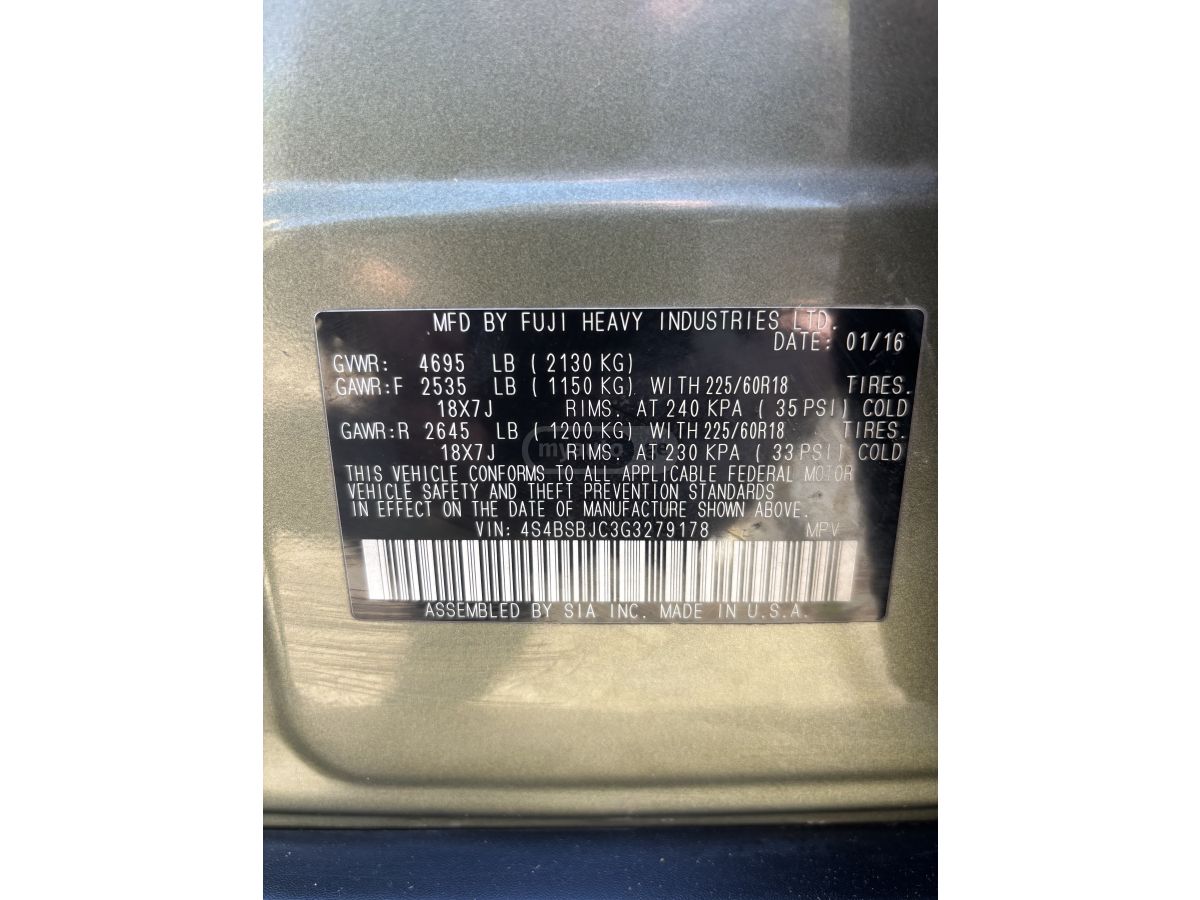 MFD BY FUJI HEAVY INDUSTRIES LTD.
DATE: 01/16
GVWR: 4695 LB ( 2130 KG)
GAWR:F 2535 LB ( 1150 KG) WITH 225/60R18 TIRES.
18X7J RIMS. AT 240 KPA ( 35 PSI) COLD
GAWR:R 2645 LB ( 1200 KG) WITH 225/60R18 TIRES.
18X7J RIMS. AT 230 KPA ( 33 PSI) COLD
THIS VEHICLE CONFORMS TO ALL APPLICABLE FEDERAL MOTOR
VEHICLE SAFETY AND THEFT PREVENTION STANDARDS
IN EFFECT ON THE DATE OF MANUFACTURE SHOWN ABOVE.
VIN: 4S4BSBJC3G3279178 MPV
ASSEMBLED BY SIA INC. MADE IN U.S.A.